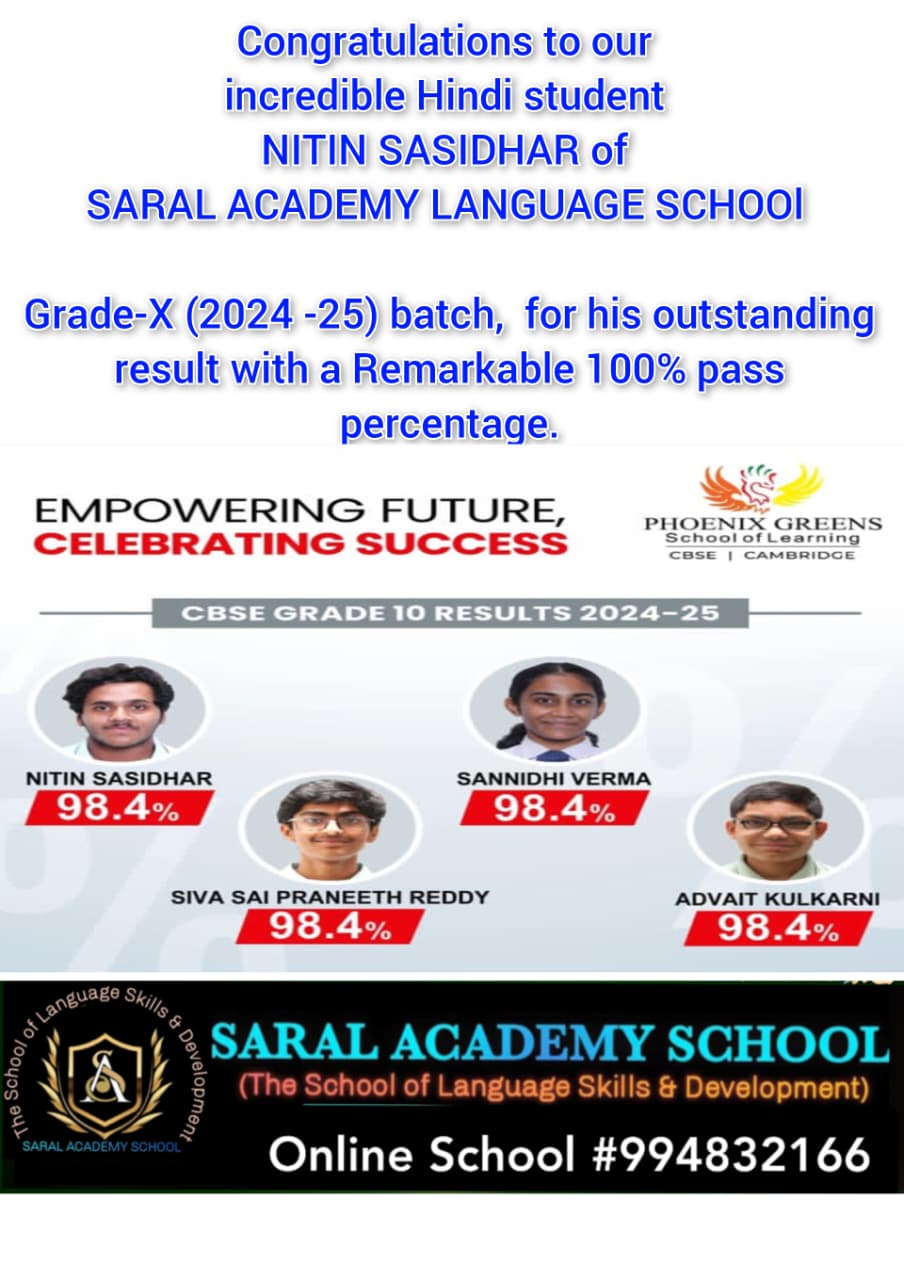 Congratulations to our
incredible Hindi student
NITIN SASIDHAR of
SARAL ACADEMY LANGUAGE SCHOOl
Grade-X (2024 -25) batch, for his outstanding
result with a Remarkable 100% pass
percentage.
EMPOWERING FUTURE,
CELEBRATING SUCCESS
PHOENIX GREENS
School of Learning
CBSE | CAMBRIDGE
CBSE GRADE 10 RESULTS 2024-25
NITIN SASIDHAR
98.4%
SANNIDHI VERMA
98.4%
SIVA SAI PRANEETH REDDY
98.4%
ADVAIT KULKARNI
98.4%
The School of Language Skills & Development
SA
SARAL ACADEMY SCHOOL
SARAL ACADEMY SCHOOL
(The School of Language Skills & Development)
Online School #994832166